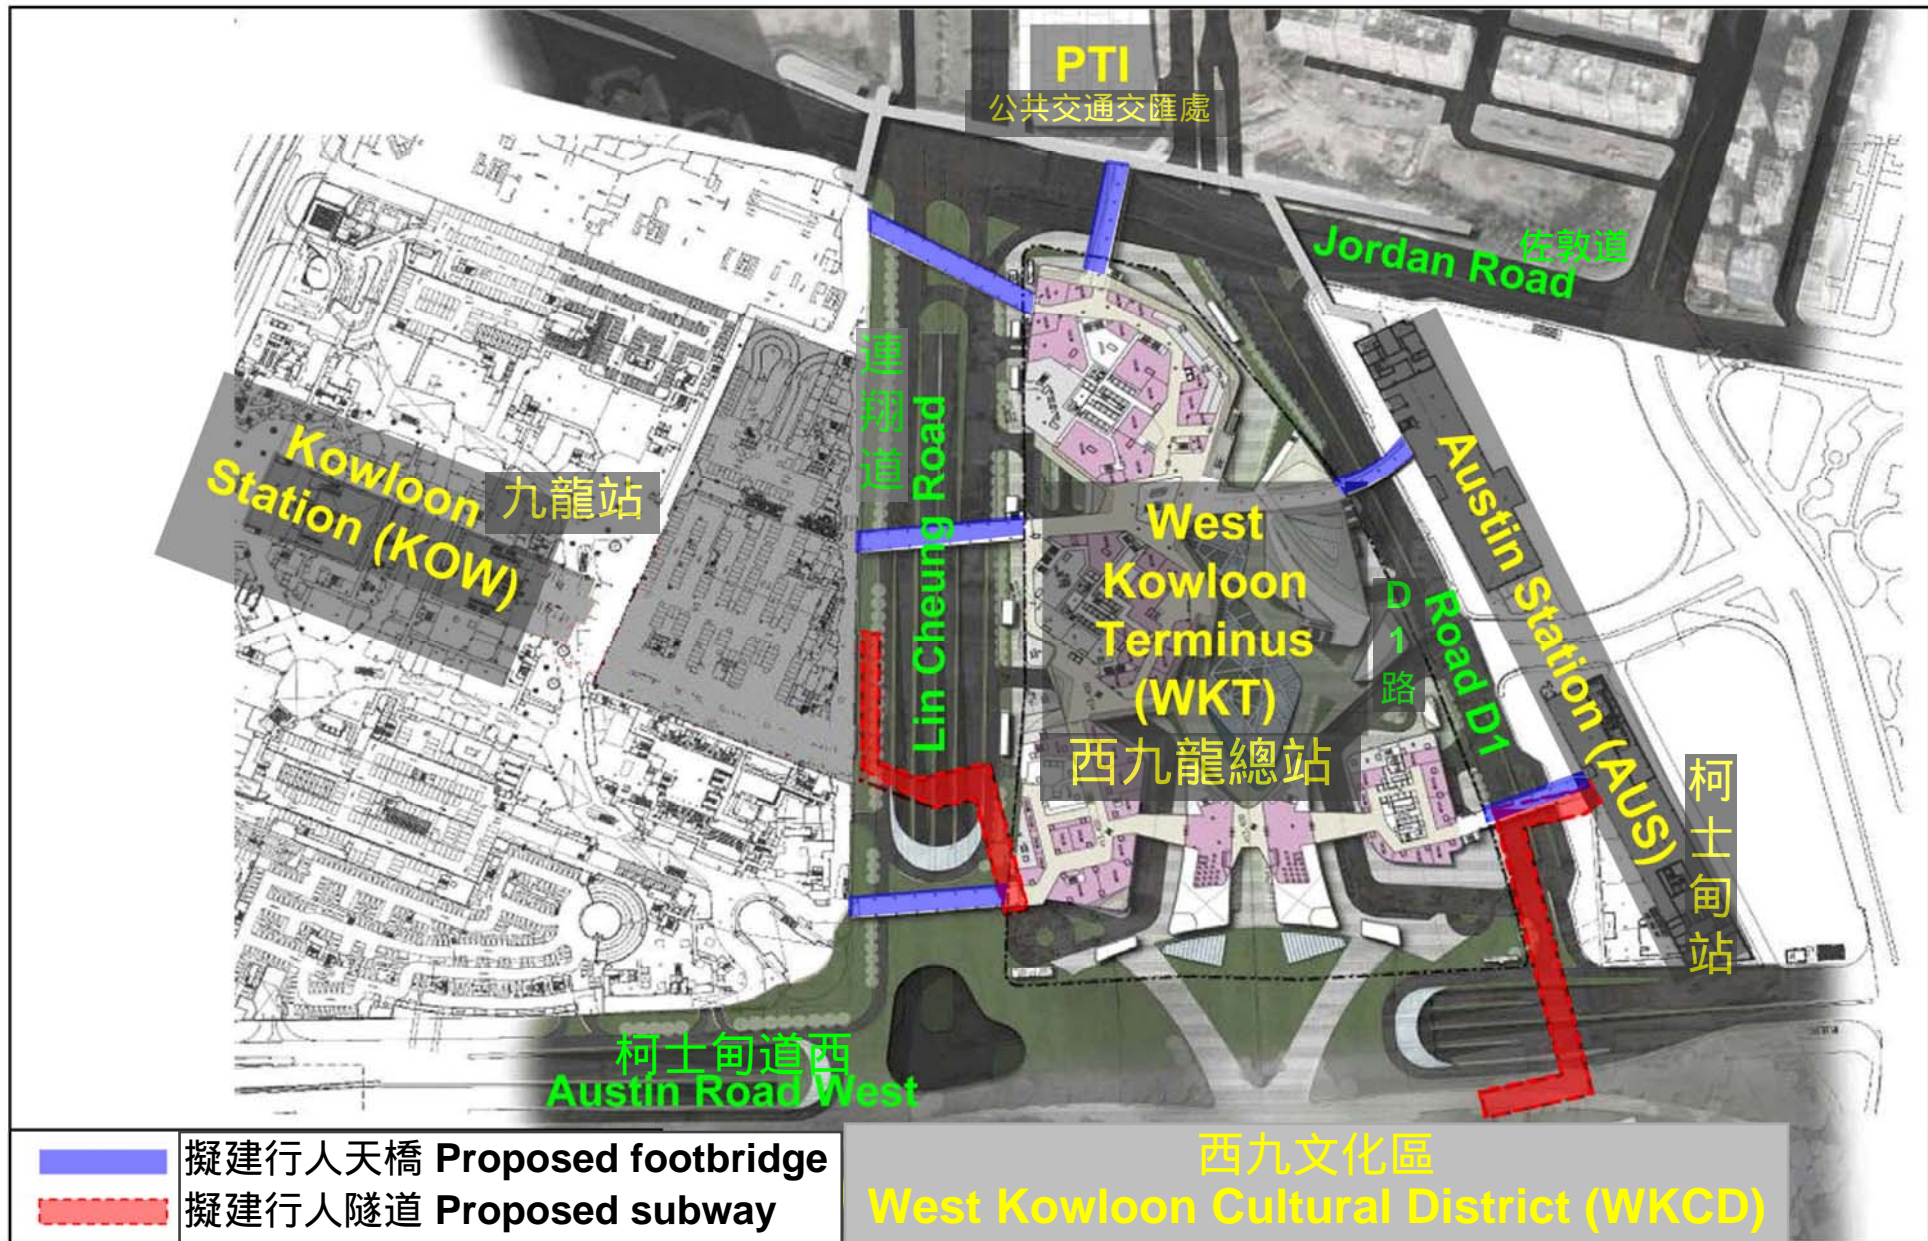 PTI
公共交通交匯處
Jordan Road
佐敦道
連翔道
Lin Cheung Road
Kowloon
Station (KOW)
九龍站
West
Kowloon
Terminus
(WKT)
西九龍總站
D1路
Road D1
Austin Station (AUS)
柯士甸站
柯士甸道西
Austin Road West
擬建行人天橋 Proposed footbridge
擬建行人隧道 Proposed subway
西九文化區
West Kowloon Cultural District (WKCD)